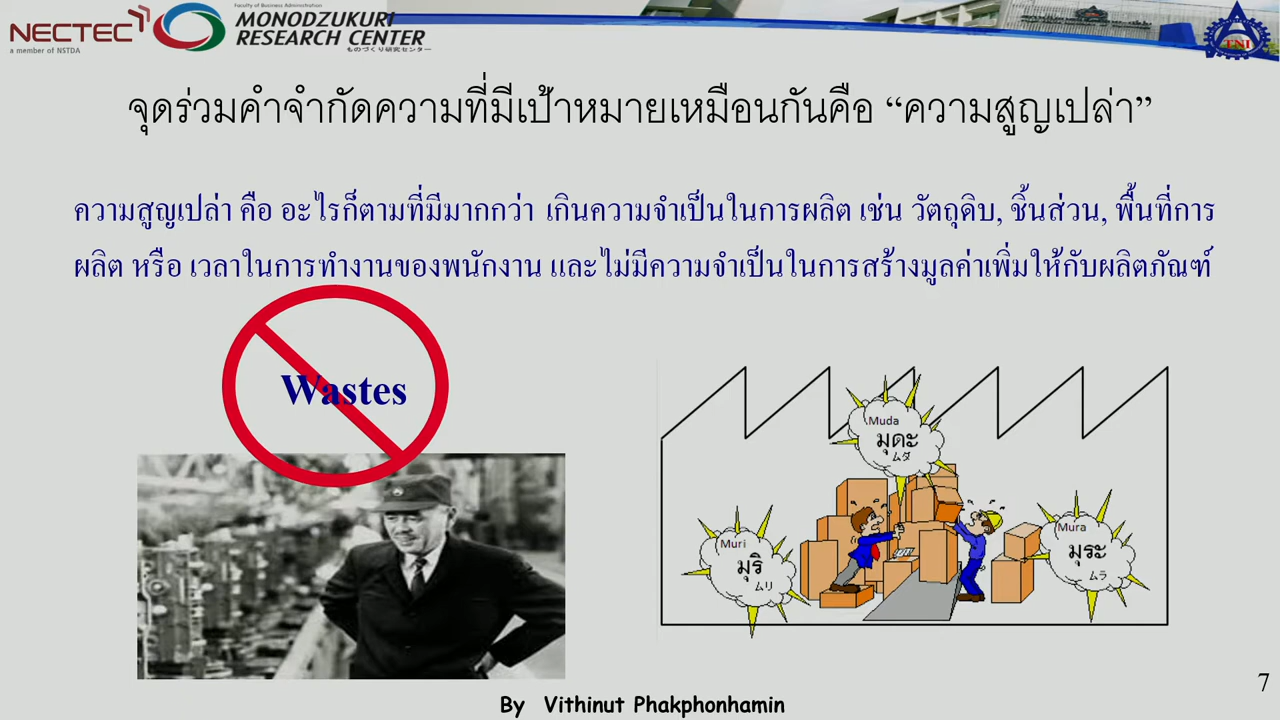 NECTEC
a member of NSTDA
Faculty of Business Administration
MONODZUKURI
RESEARCH CENTER
ものづくり研究センター
TNI
จุดร่วมคำจำกัดความที่มีเป้าหมายเหมือนกันคือ “ความสูญเปล่า”
ความสูญเปล่า คือ อะไรก็ตามที่มีมากกว่า เกินความจำเป็นในการผลิต เช่น วัตถุดิบ, ชิ้นส่วน, พื้นที่การ
ผลิต หรือ เวลาในการทำงานของพนักงาน และไม่มีความจำเป็นในการสร้างมูลค่าเพิ่มให้กับผลิตภัณฑ์
Wastes
Muda
มุดะ
ムダ
Muri
มุริ
ムリ
Mura
มุระ
ムラ
By Vithinut Phakphonhamin
7